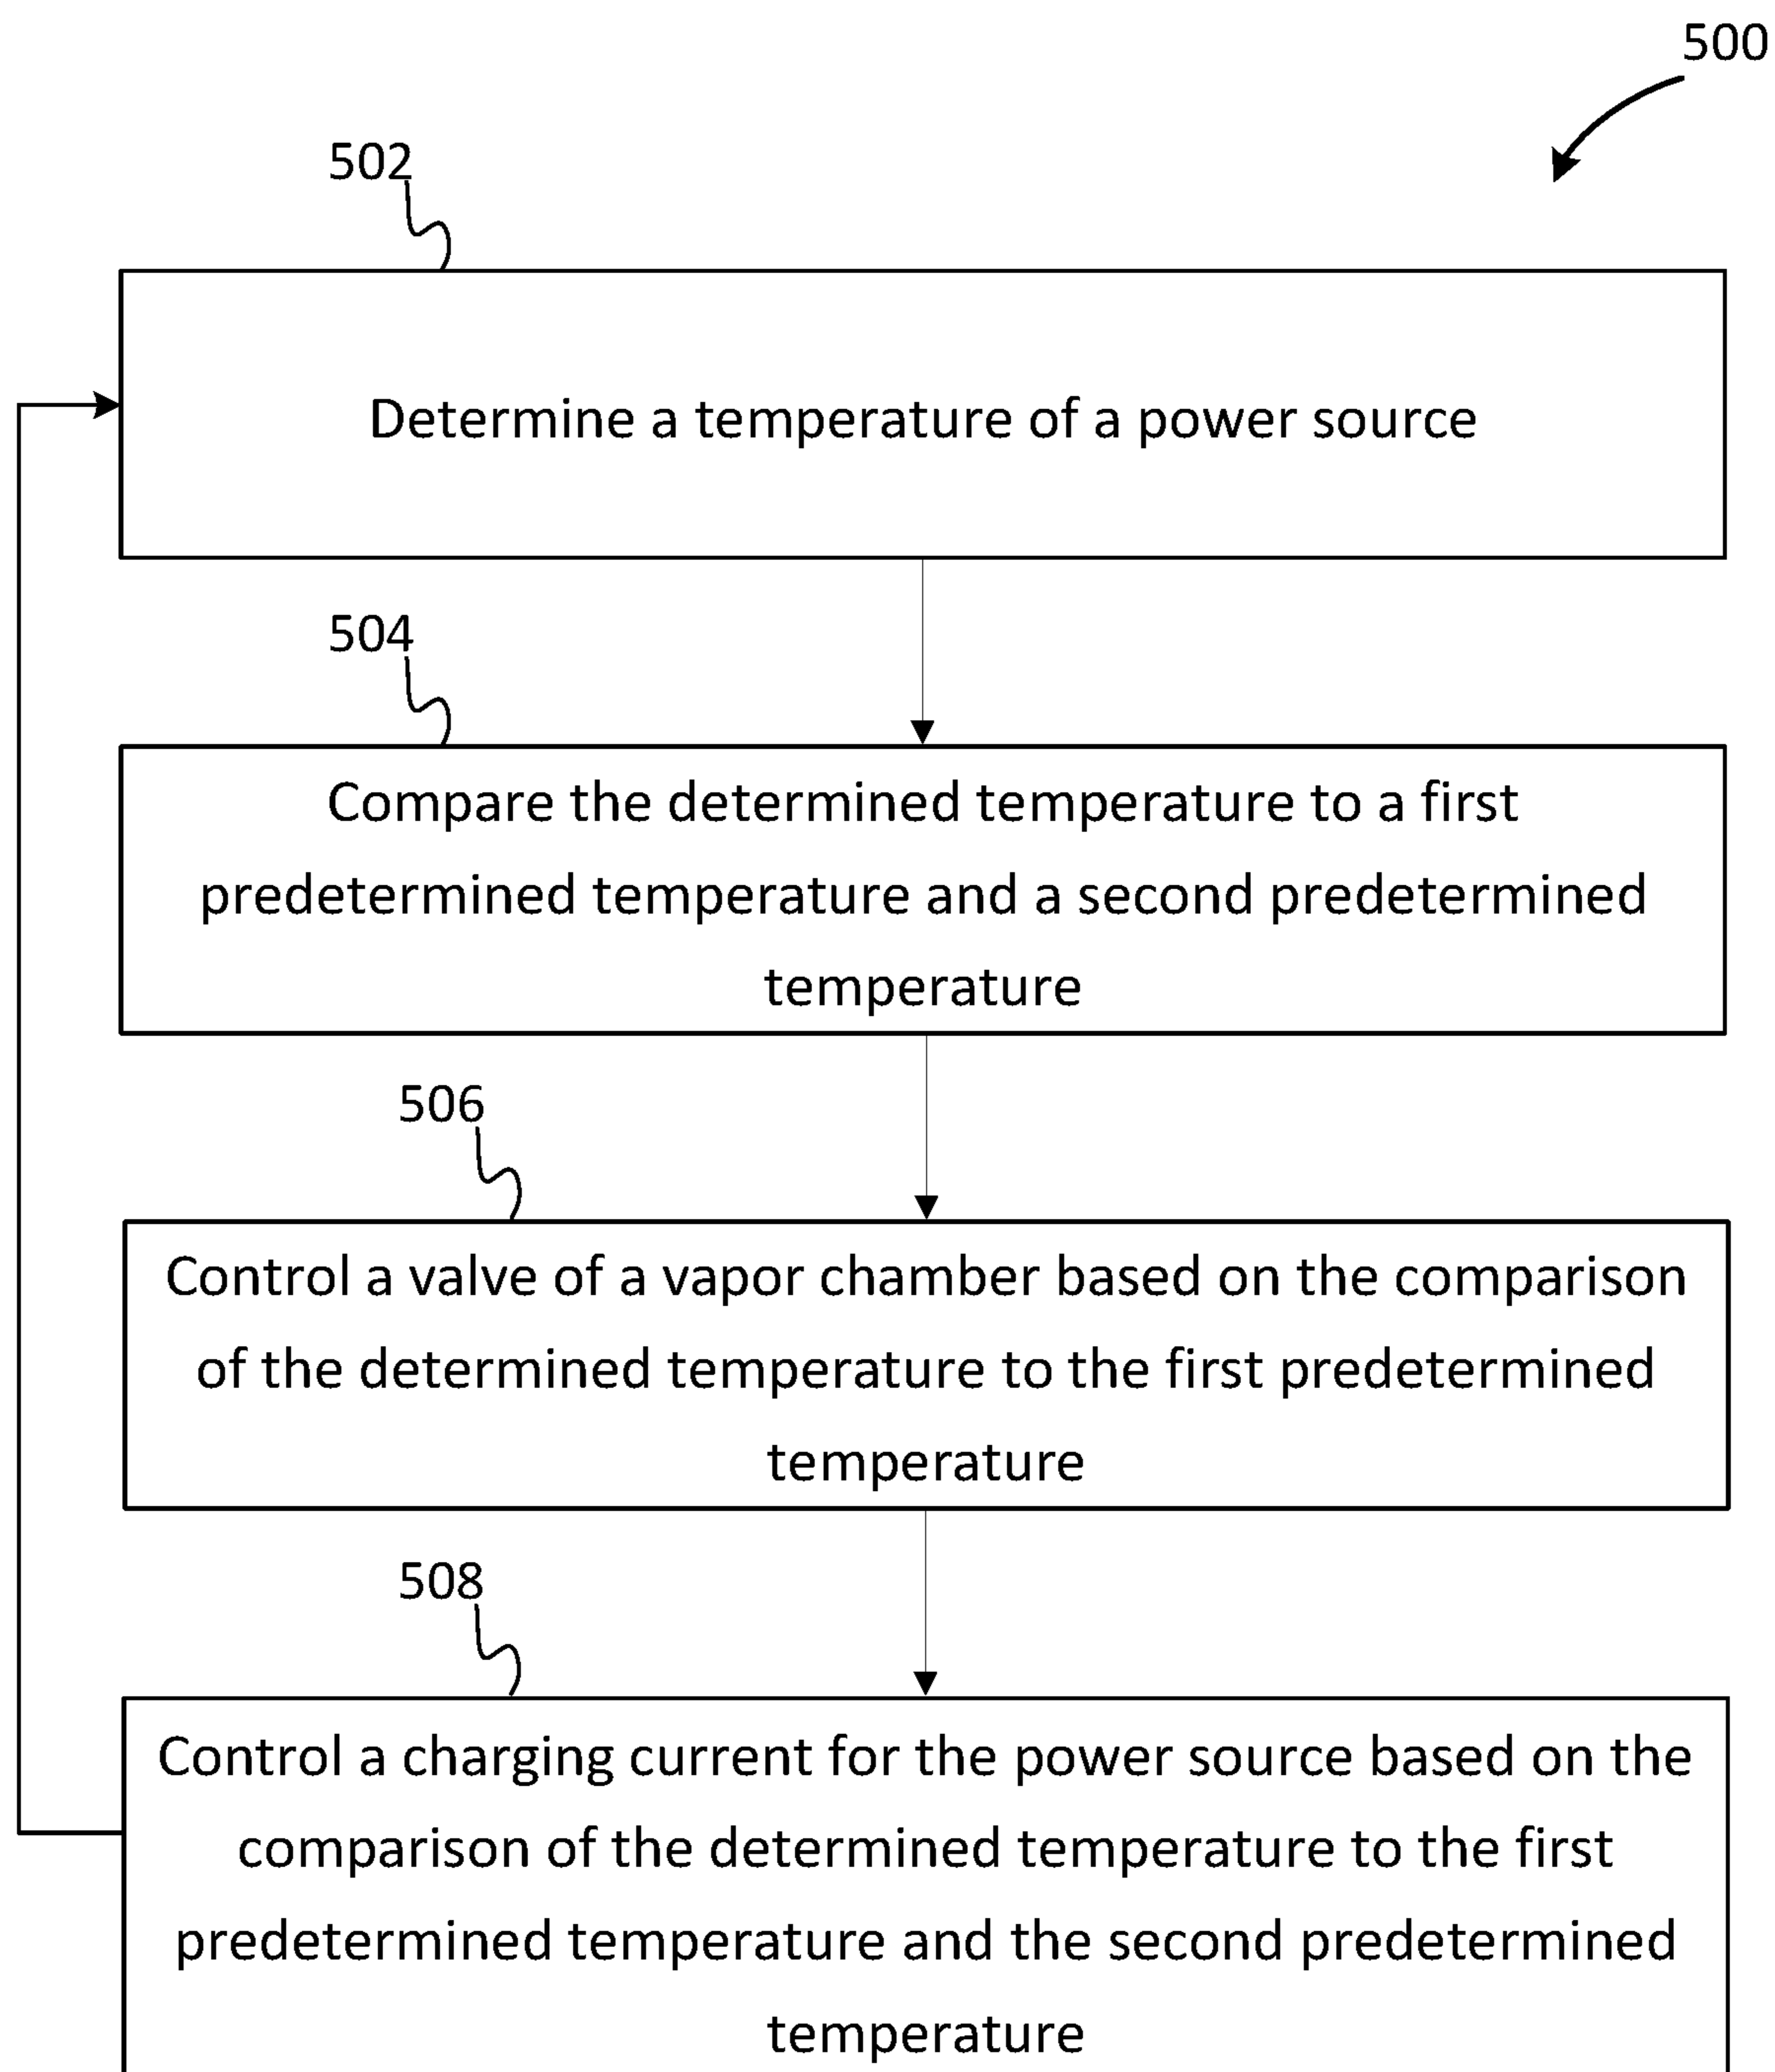 500
502
Determine a temperature of a power source
504
Compare the determined temperature to a first
predetermined temperature and a second predetermined
temperature
506
Control a valve of a vapor chamber based on the comparison
of the determined temperature to the first predetermined
temperature
508
Control a charging current for the power source based on the
comparison of the determined temperature to the first
predetermined temperature and the second predetermined
temperature